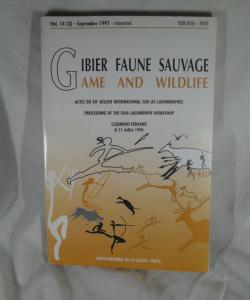 Vol. 14 (3) - September 1997 - trimestriel
ISSN 0761 - 9243
GIBIER FAUNE SAUVAGE
GAME AND WILDLIFE
ACTES DU XIIe ATELIER INTERNATIONAL SUR LES LAGOMORPHES
PROCEEDING OF THE XIIth LAGOMORPH WORKSHOP
CLERMONT-FERRAND
8-11 Juillet 1996
OFFICE NATIONAL DE LA CHASSE - PARIS